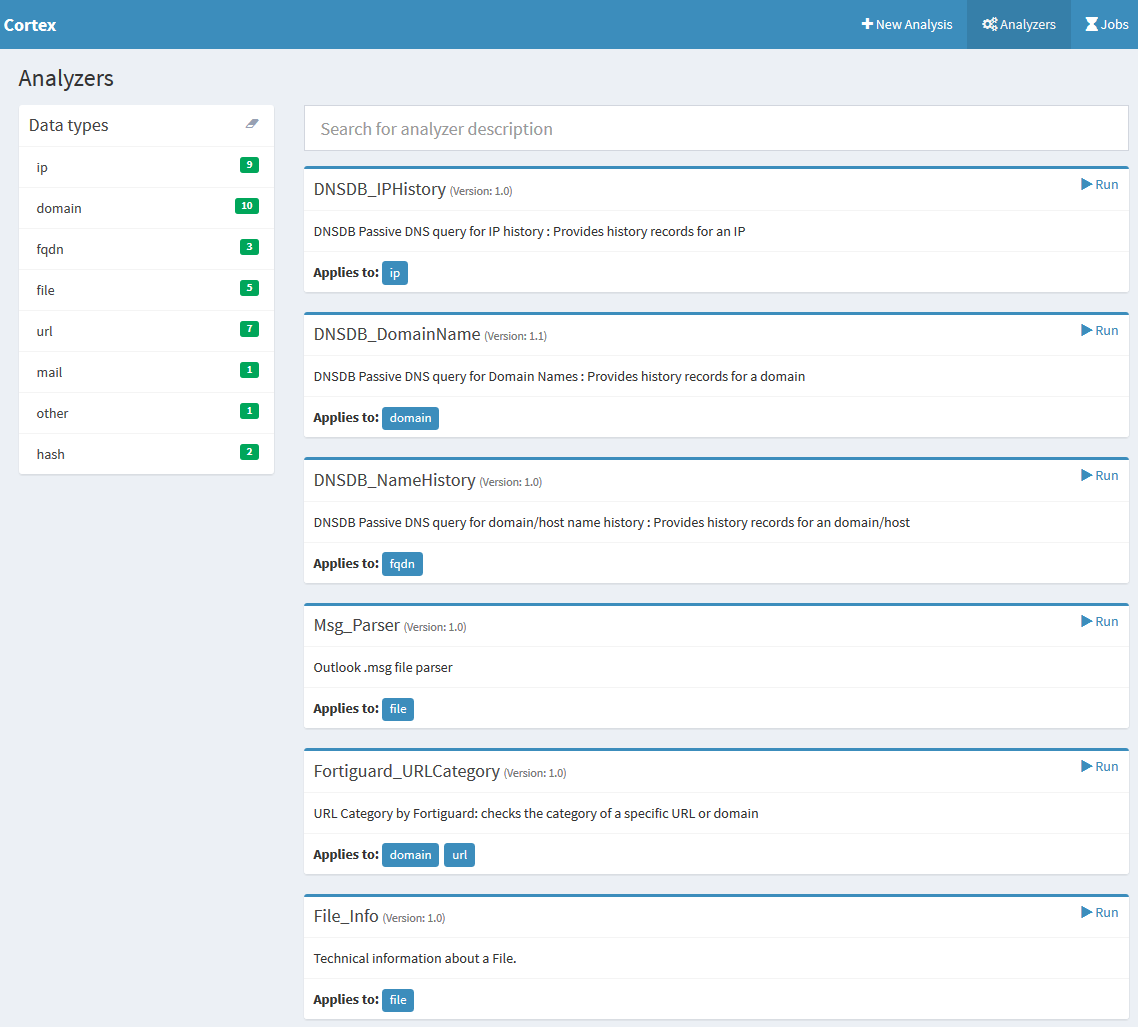 Cortex
New Analysis
Analyzers
Jobs
Analyzers
Data types
ip 9
domain 10
fqdn 3
file 5
url 7
mail 1
other 1
hash 2
Search for analyzer description
DNSDB_IPHistory (Version: 1.0) Run
DNSDB Passive DNS query for IP history : Provides history records for an IP
Applies to: ip
DNSDB_DomainName (Version: 1.1) Run
DNSDB Passive DNS query for Domain Names : Provides history records for a domain
Applies to: domain
DNSDB_NameHistory (Version: 1.0) Run
DNSDB Passive DNS query for domain/host name history : Provides history records for an domain/host
Applies to: fqdn
Msg_Parser (Version: 1.0) Run
Outlook .msg file parser
Applies to: file
Fortiguard_URLCategory (Version: 1.0) Run
URL Category by Fortiguard: checks the category of a specific URL or domain
Applies to: domain url
File_Info (Version: 1.0) Run
Technical information about a File.
Applies to: file